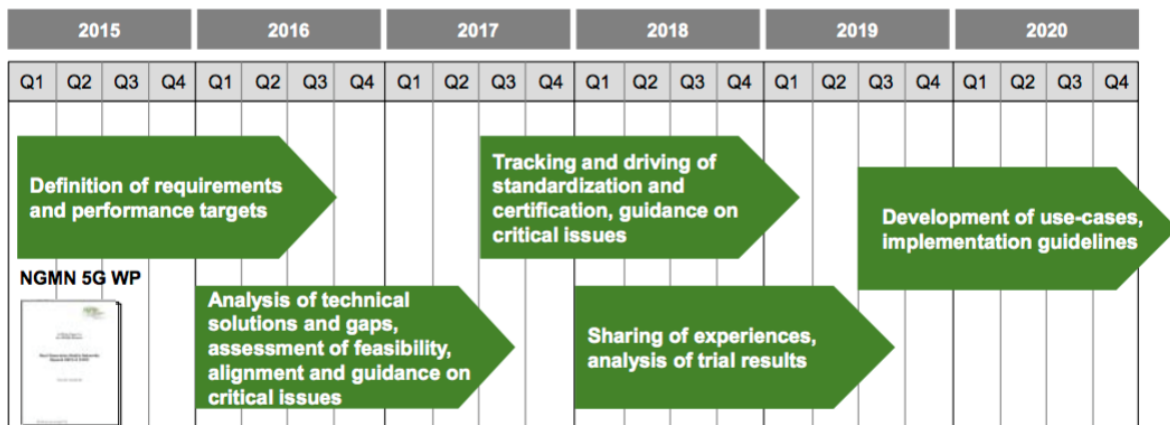 2015 2016 2017 2018 2019 2020
Q1 Q2 Q3 Q4 Q1 Q2 Q3 Q4 Q1 Q2 Q3 Q4 Q1 Q2 Q3 Q4 Q1 Q2 Q3 Q4 Q1 Q2 Q3 Q4
Definition of requirements
and performance targets
Tracking and driving of
standardization and
certification, guidance on
critical issues
Development of use-cases,
implementation guidelines
NGMN 5G WP
Analysis of technical
solutions and gaps,
assessment of feasibility,
alignment and guidance on
critical issues
Sharing of experiences,
analysis of trial results